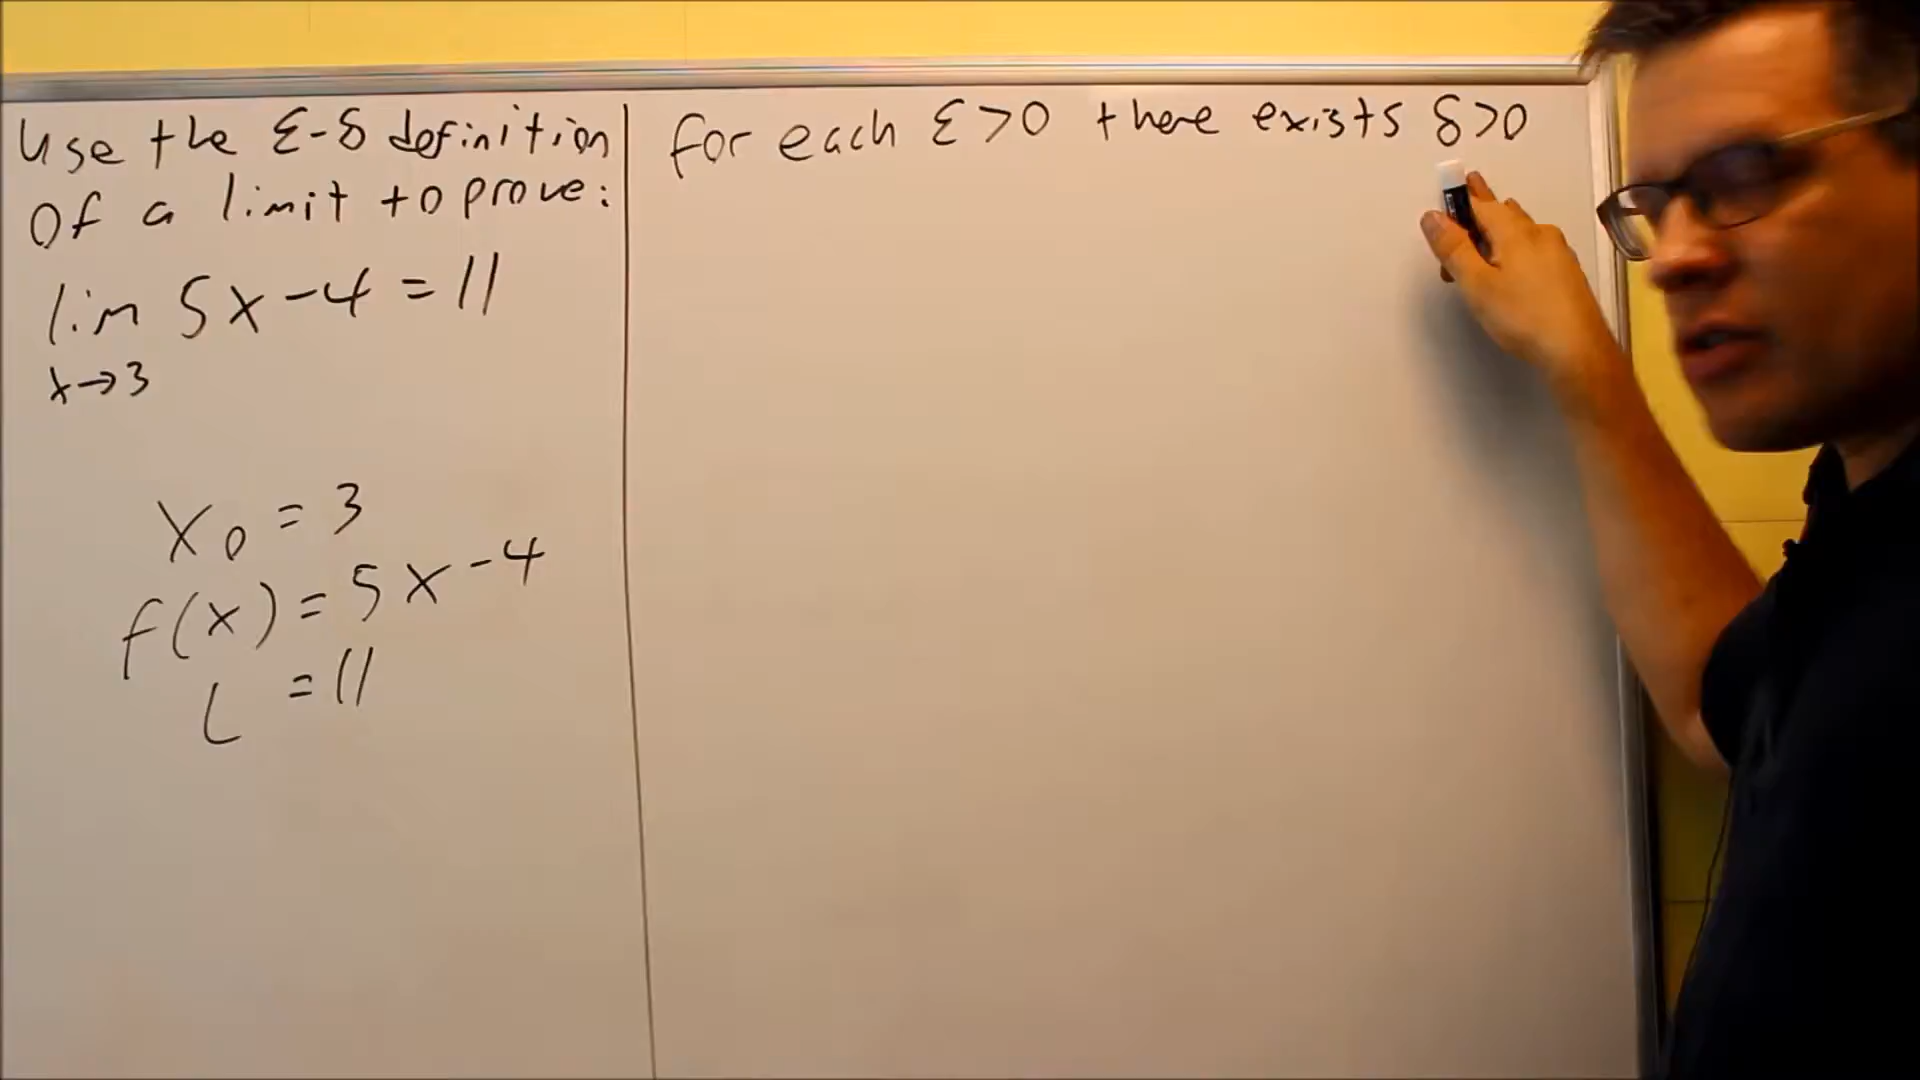 Use the ε-δ definition
Of a limit to prove:
lim 5x-4 = 11
x→3
x₀ = 3
f(x) = 5x-4
L = 11
for each ε>0 there exists δ>0